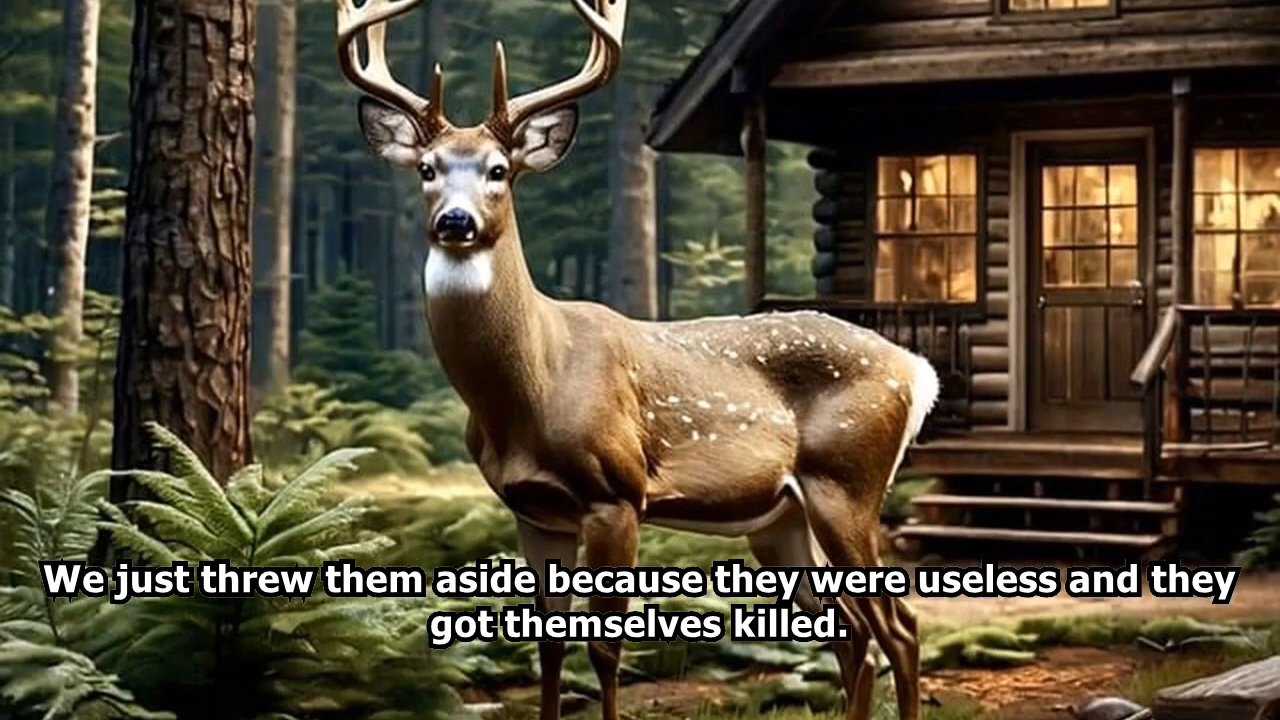 We just threw them aside because they were useless and they
got themselves killed.